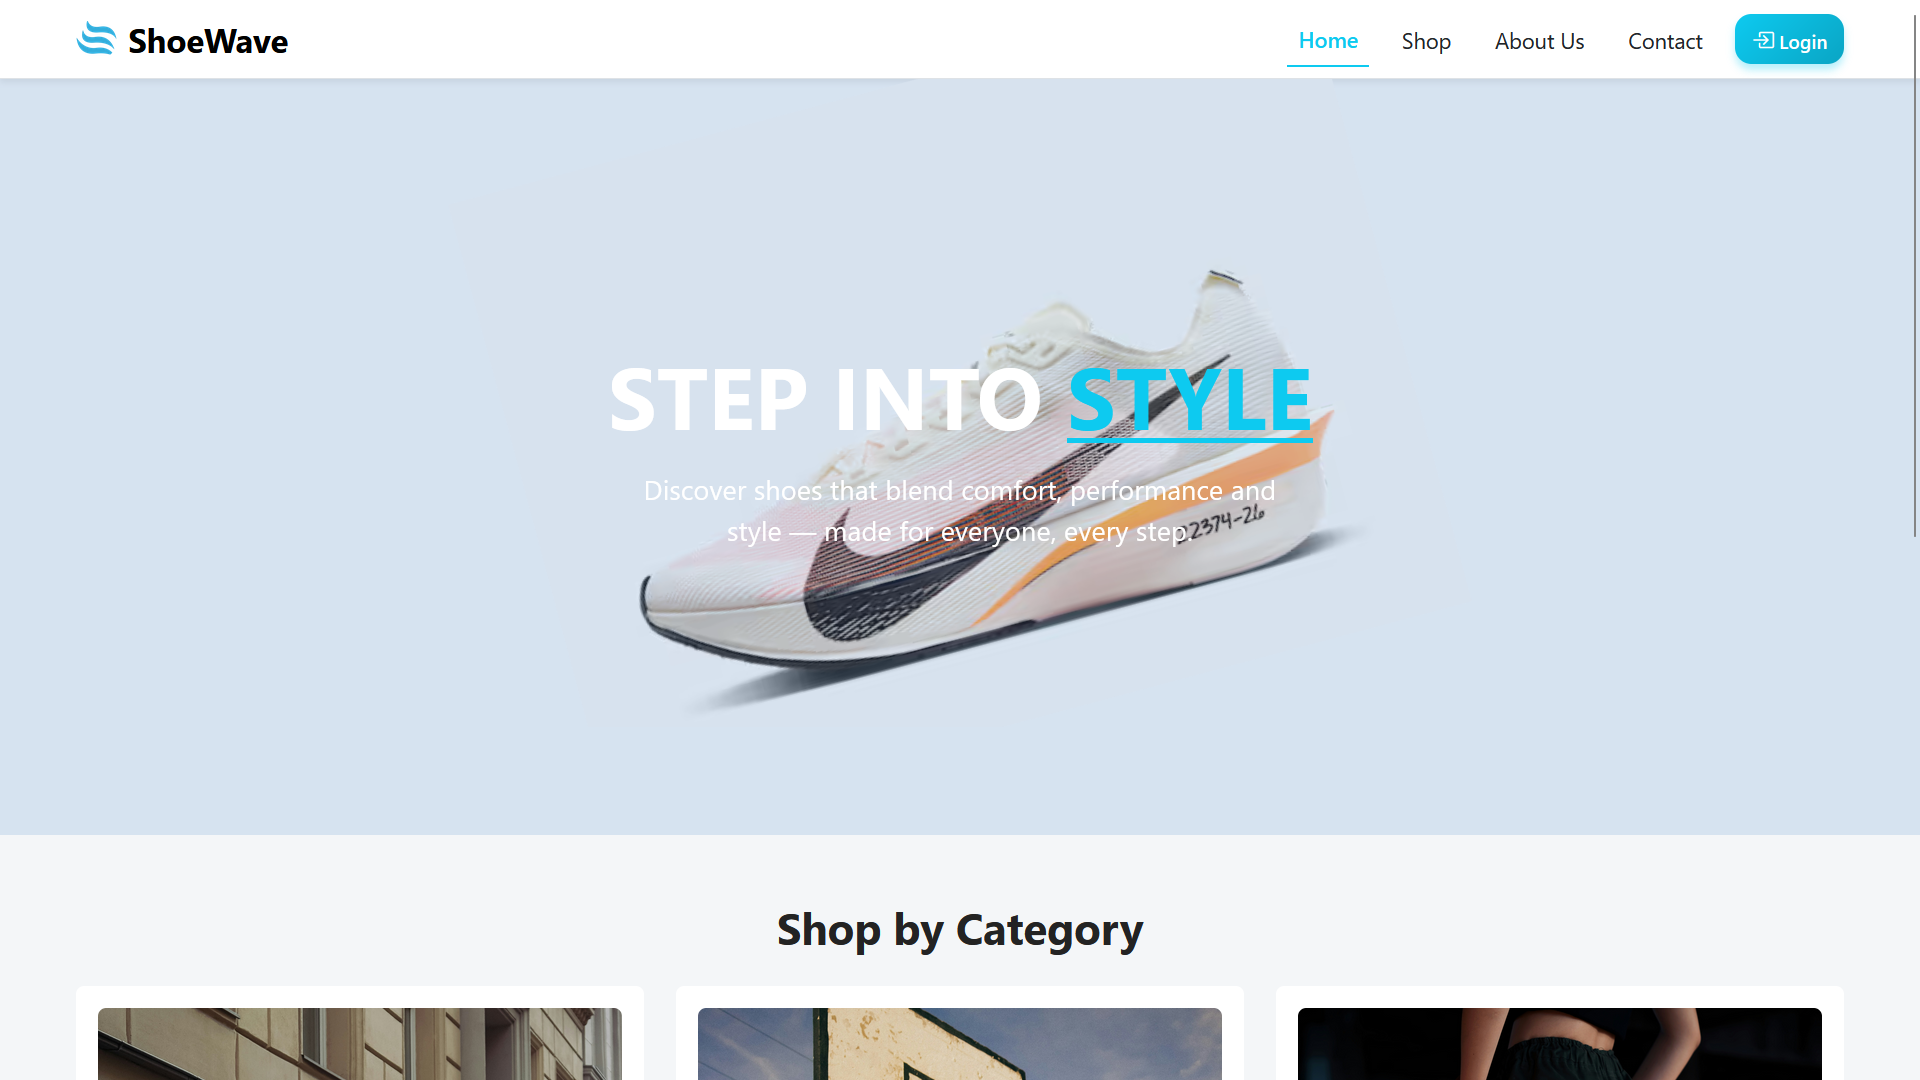 ShoeWave
Home
Shop
About Us
Contact
Login
STEP INTO STYLE
Discover shoes that blend comfort, performance and
style — made for everyone, every step.
22374-26
Shop by Category